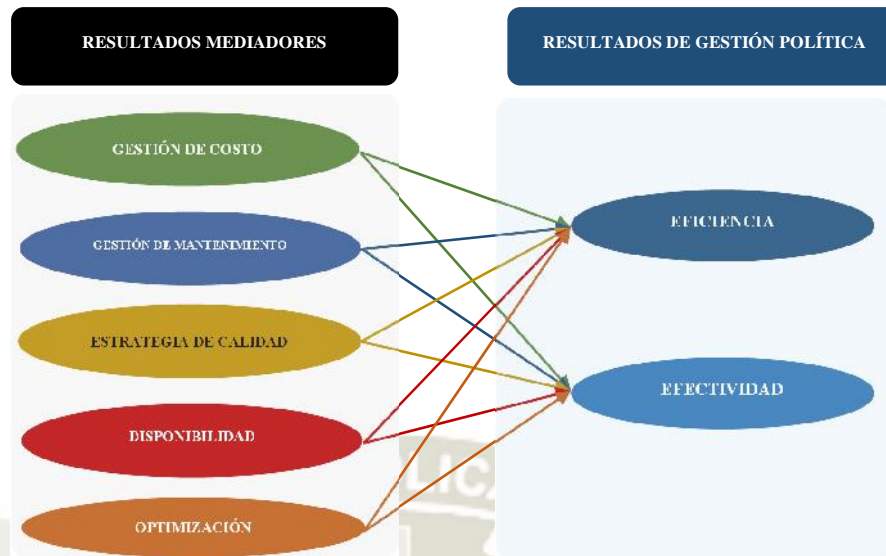 RESULTADOS MEDIADORES
RESULTADOS DE GESTIÓN POLÍTICA
GESTIÓN DE COSTO
GESTIÓN DE MANTENIMIENTO
ESTRATEGIA DE CALIDAD
DISPONIBILIDAD
OPTIMIZACIÓN
EFICIENCIA
EFECTIVIDAD